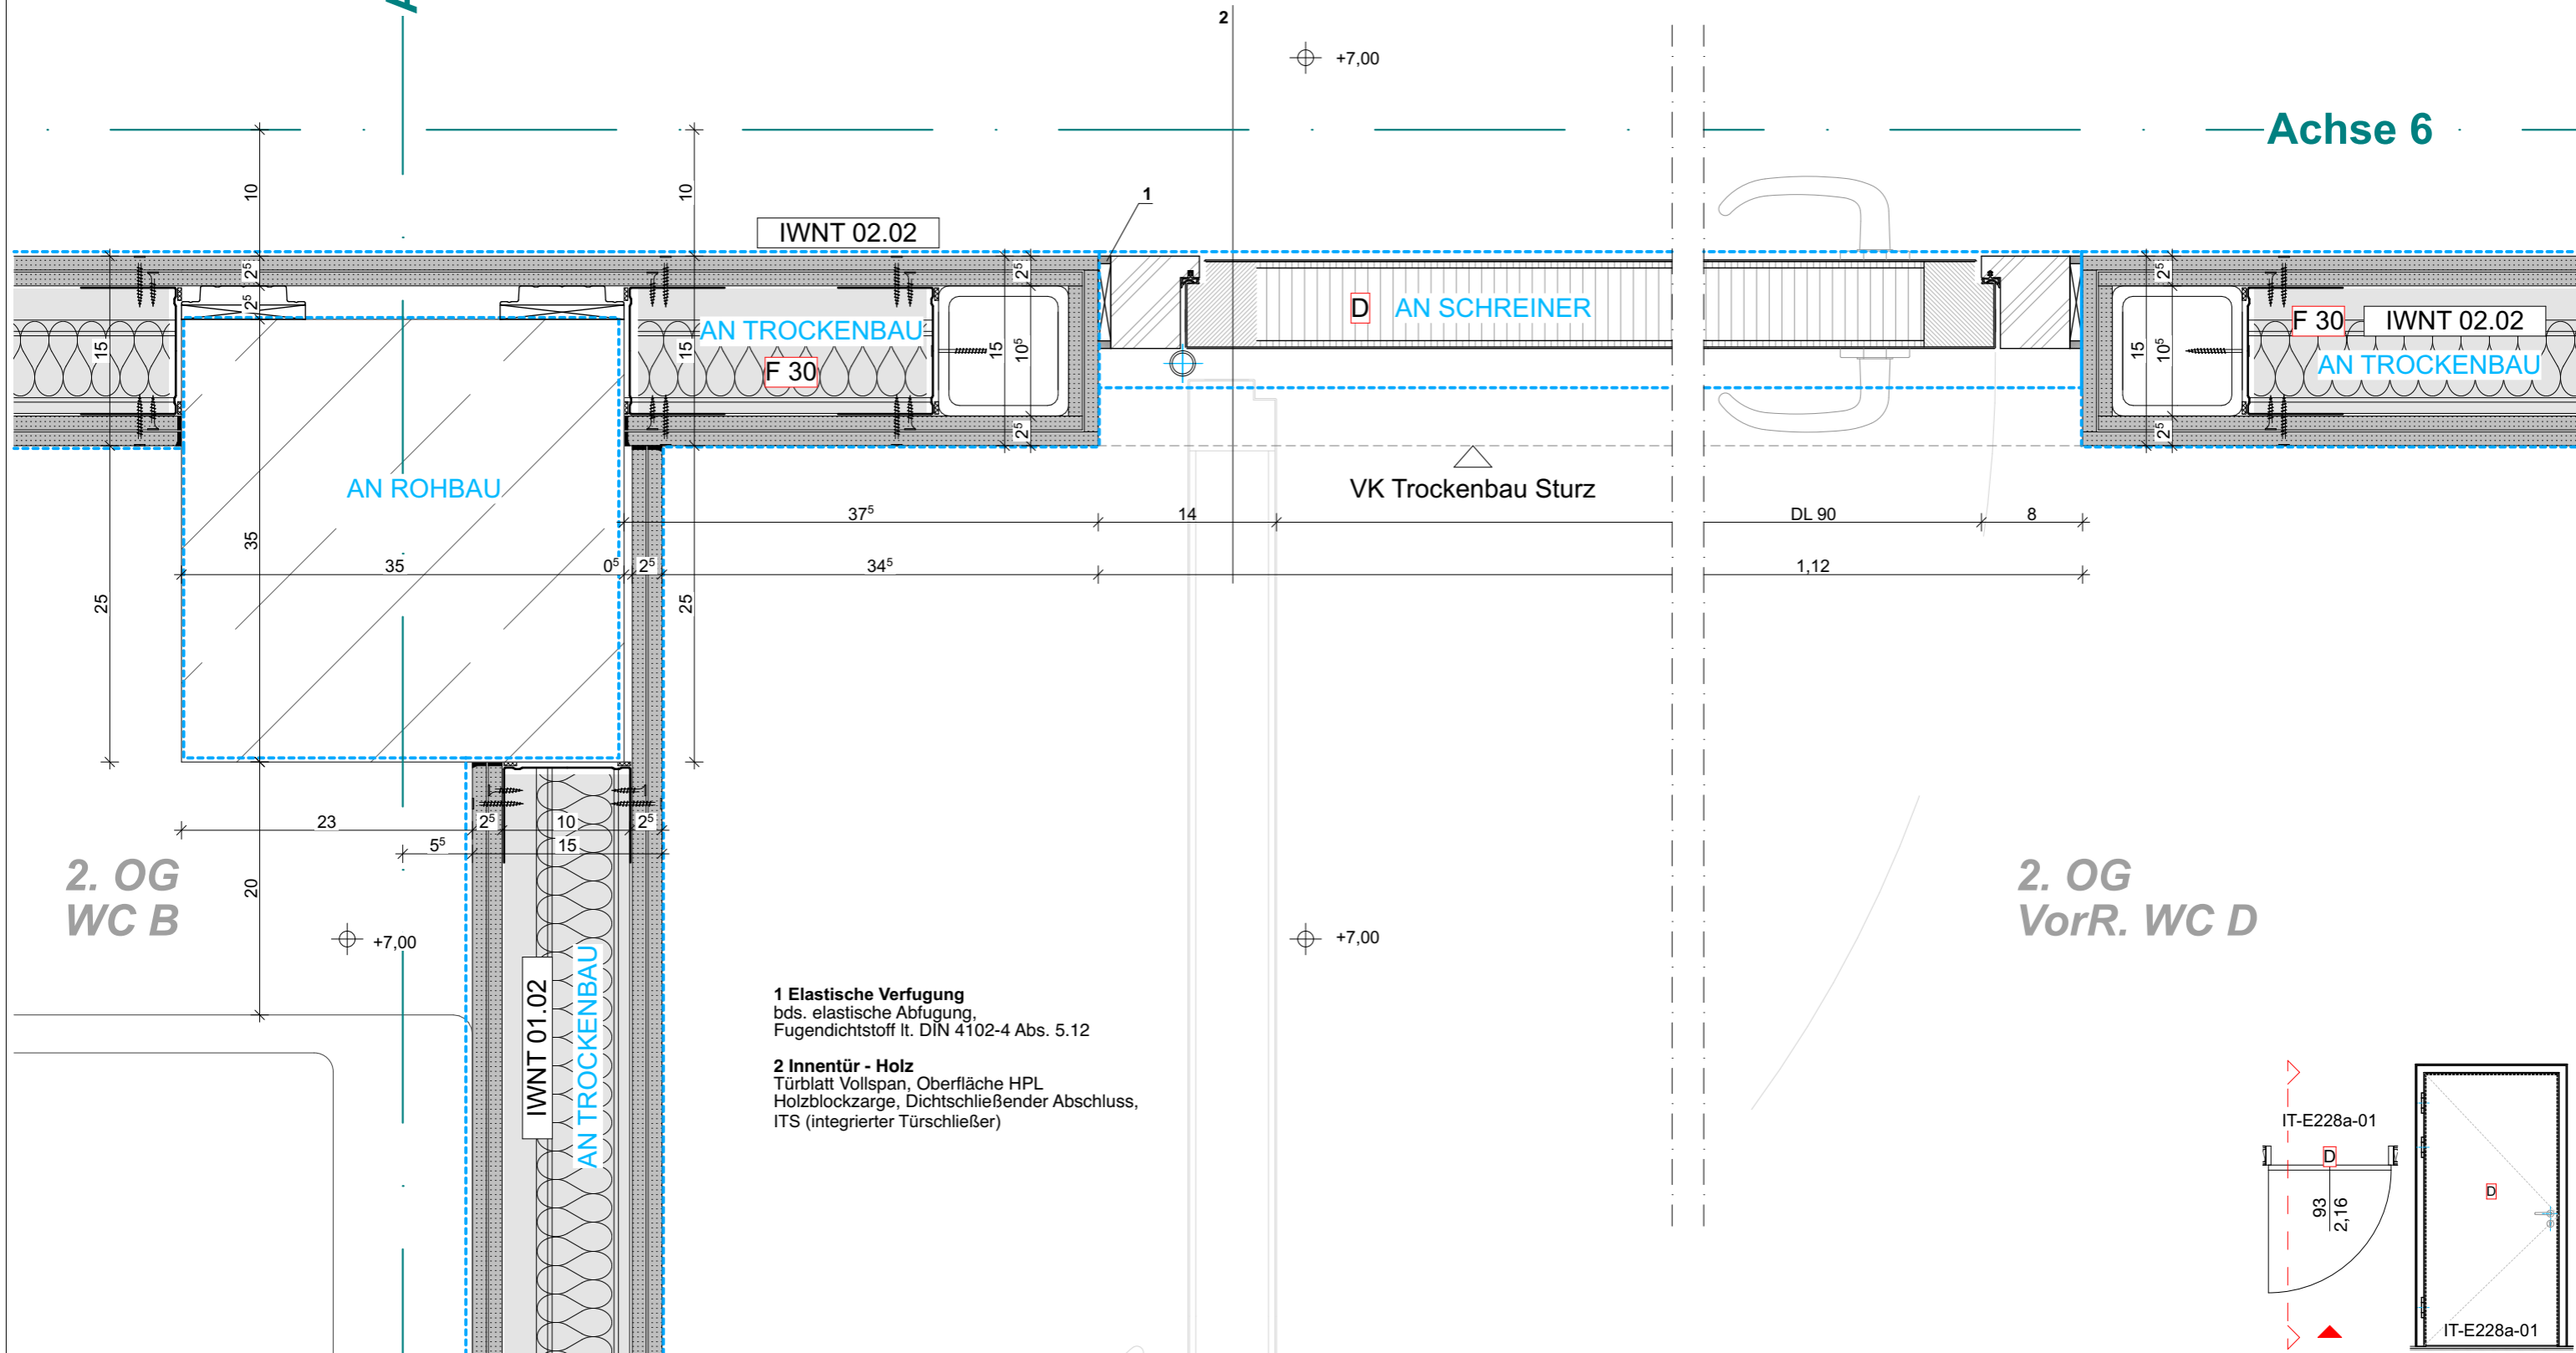 2
+7,00
Achse 6
10
10
1
IWNT 02.02
2⁵
2⁵
2⁵
2⁵
15
AN TROCKENBAU
F 30
15
15
10⁵
2⁵
D
AN SCHREINER
15
10⁵
2⁵
F 30
IWNT 02.02
AN TROCKENBAU
AN ROHBAU
VK Trockenbau Sturz
37⁵
14
DL 90
8
35
35
0⁵
2⁵
34⁵
1,12
25
25
23
2⁵
10
2⁵
5⁵
15
20
2. OG
WC B
+7,00
+7,00
2. OG
VorR. WC D
IWNT 01.02
AN TROCKENBAU
1 Elastische Verfugung
bds. elastische Abfugung,
Fugendichtstoff lt. DIN 4102-4 Abs. 5.12
2 Innentür - Holz
Türblatt Vollspan, Oberfläche HPL
Holzblockzarge, Dichtschließender Abschluss,
ITS (integrierter Türschließer)
IT-E228a-01
D
93
2,16
D
IT-E228a-01